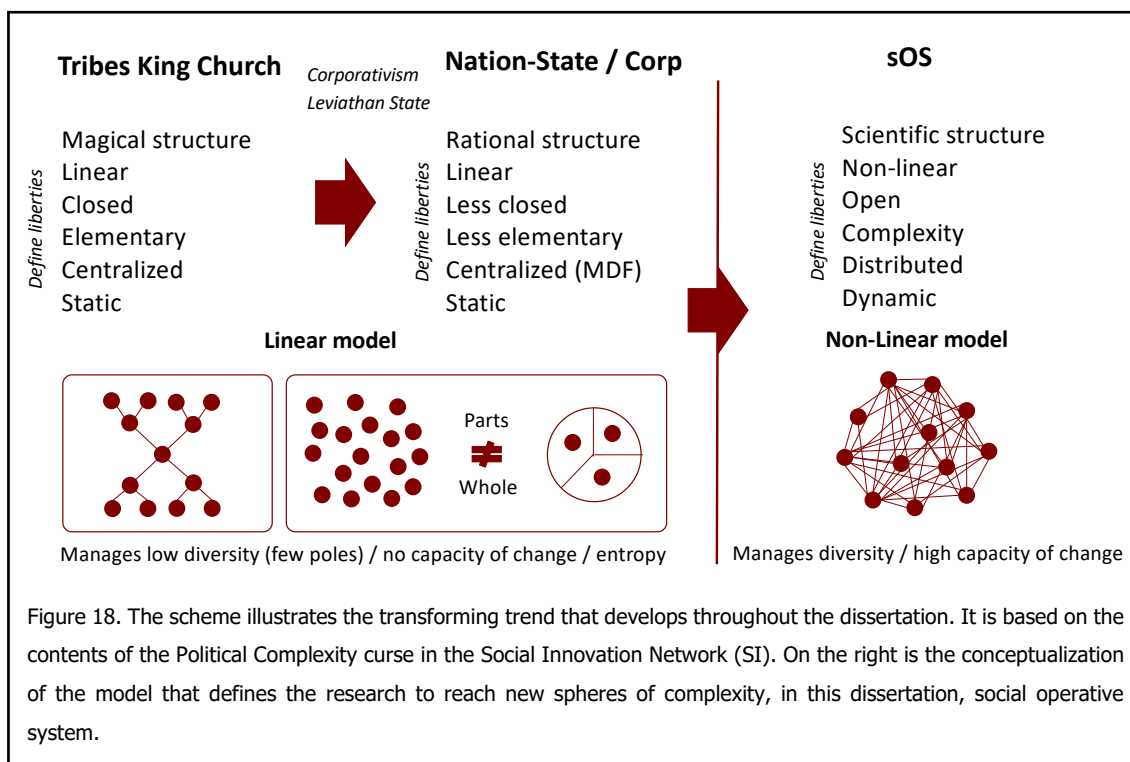 Tribes King Church
Corporativism
Leviathan State
Nation-State / Corp
sOS
Define liberties
Magical structure
Linear
Closed
Elementary
Centralized
Static
Define liberties
Rational structure
Linear
Less closed
Less elementary
Centralized (MDF)
Static
Define liberties
Scientific structure
Non-linear
Open
Complexity
Distributed
Dynamic
Linear model
Non-Linear model
Parts
≠
Whole
Manages low diversity (few poles) / no capacity of change / entropy
Manages diversity / high capacity of change
Figure 18. The scheme illustrates the transforming trend that develops throughout the dissertation. It is based on the
contents of the Political Complexity curse in the Social Innovation Network (SI). On the right is the conceptualization
of the model that defines the research to reach new spheres of complexity, in this dissertation, social operative
system.